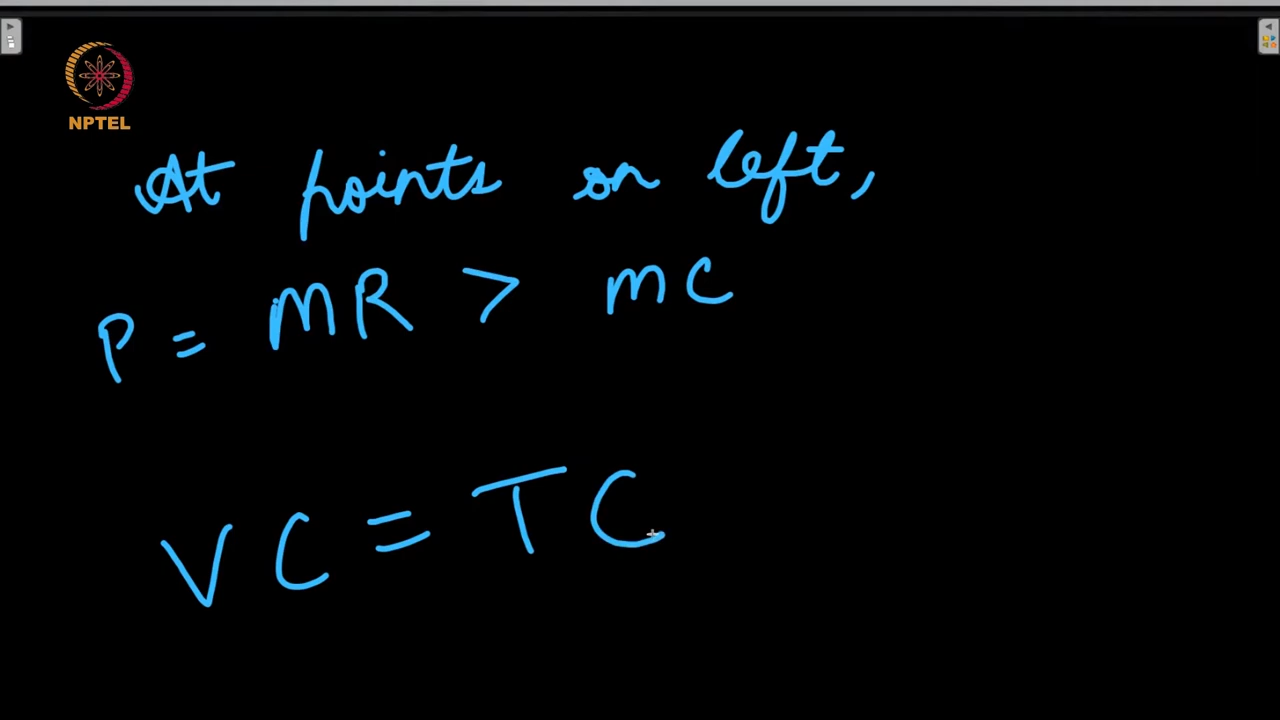 NPTEL
At points on left,
P = MR > MC
VC = TC